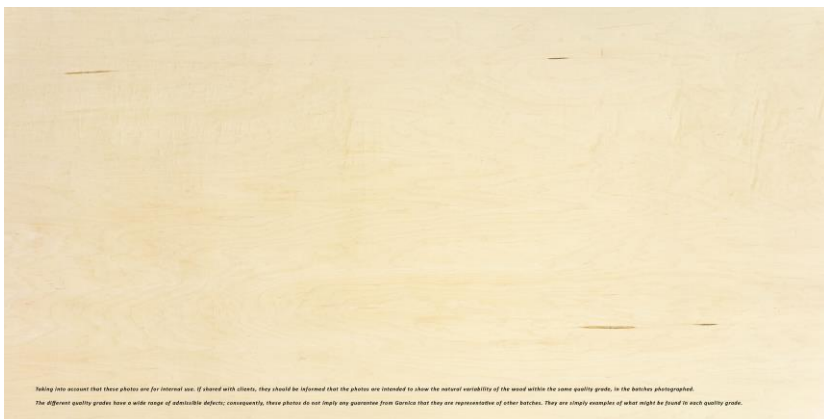 Taking into account that these photos are for internal use. If shared with clients, they should be informed that the photos are intended to show the natural variability of the wood within the same quality grade, in the batches photographed.
The different quality grades have a wide range of admissible defects; consequently, these photos do not imply any guarantee from Garnica that they are representative of other batches. They are simply examples of what might be found in each quality grade.